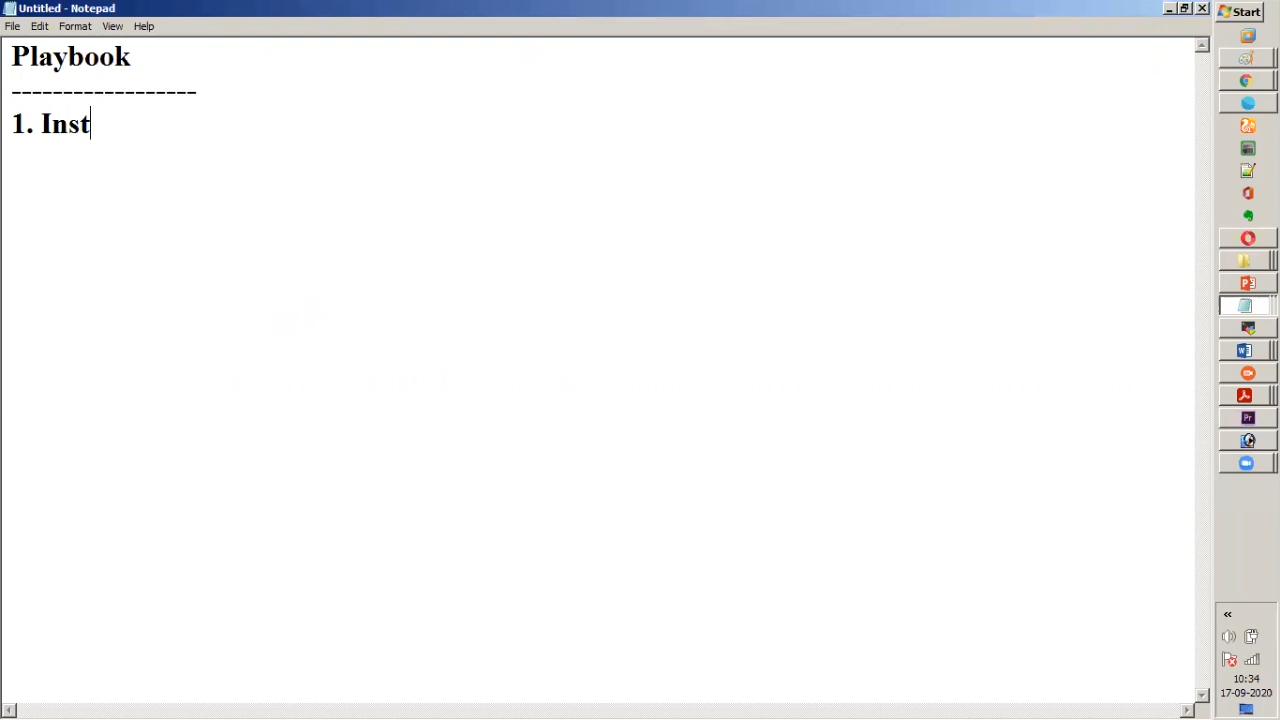 Untitled - Notepad
Start
File Edit Format View Help
Playbook
------------------
1. Inst
10:34
17-09-2020